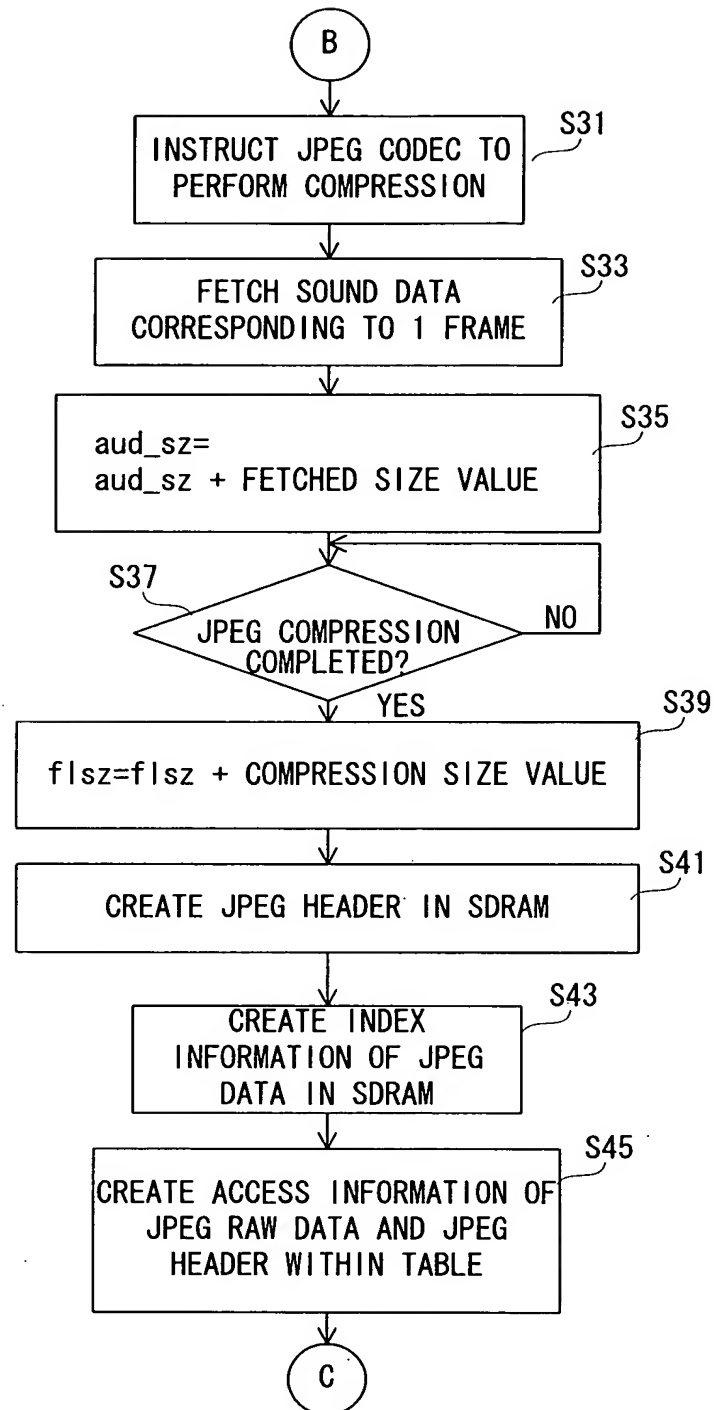 B
S31
INSTRUCT JPEG CODEC TO
PERFORM COMPRESSION
S33
FETCH SOUND DATA
CORRESPONDING TO 1 FRAME
S35
aud_sz=
aud_sz + FETCHED SIZE VALUE
S37
JPEG COMPRESSION
COMPLETED?
NO
YES
S39
flsz=flsz + COMPRESSION SIZE VALUE
S41
CREATE JPEG HEADER IN SDRAM
S43
CREATE INDEX
INFORMATION OF JPEG
DATA IN SDRAM
S45
CREATE ACCESS INFORMATION OF
JPEG RAW DATA AND JPEG
HEADER WITHIN TABLE
C